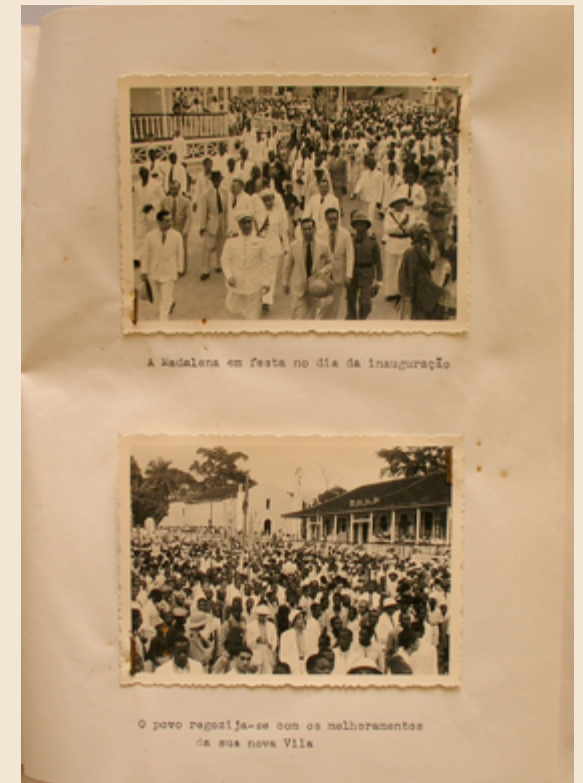 A Madalena em festa no dia da inauguração
O povo regozija-se com os melhoramentos
da sua nova Vila